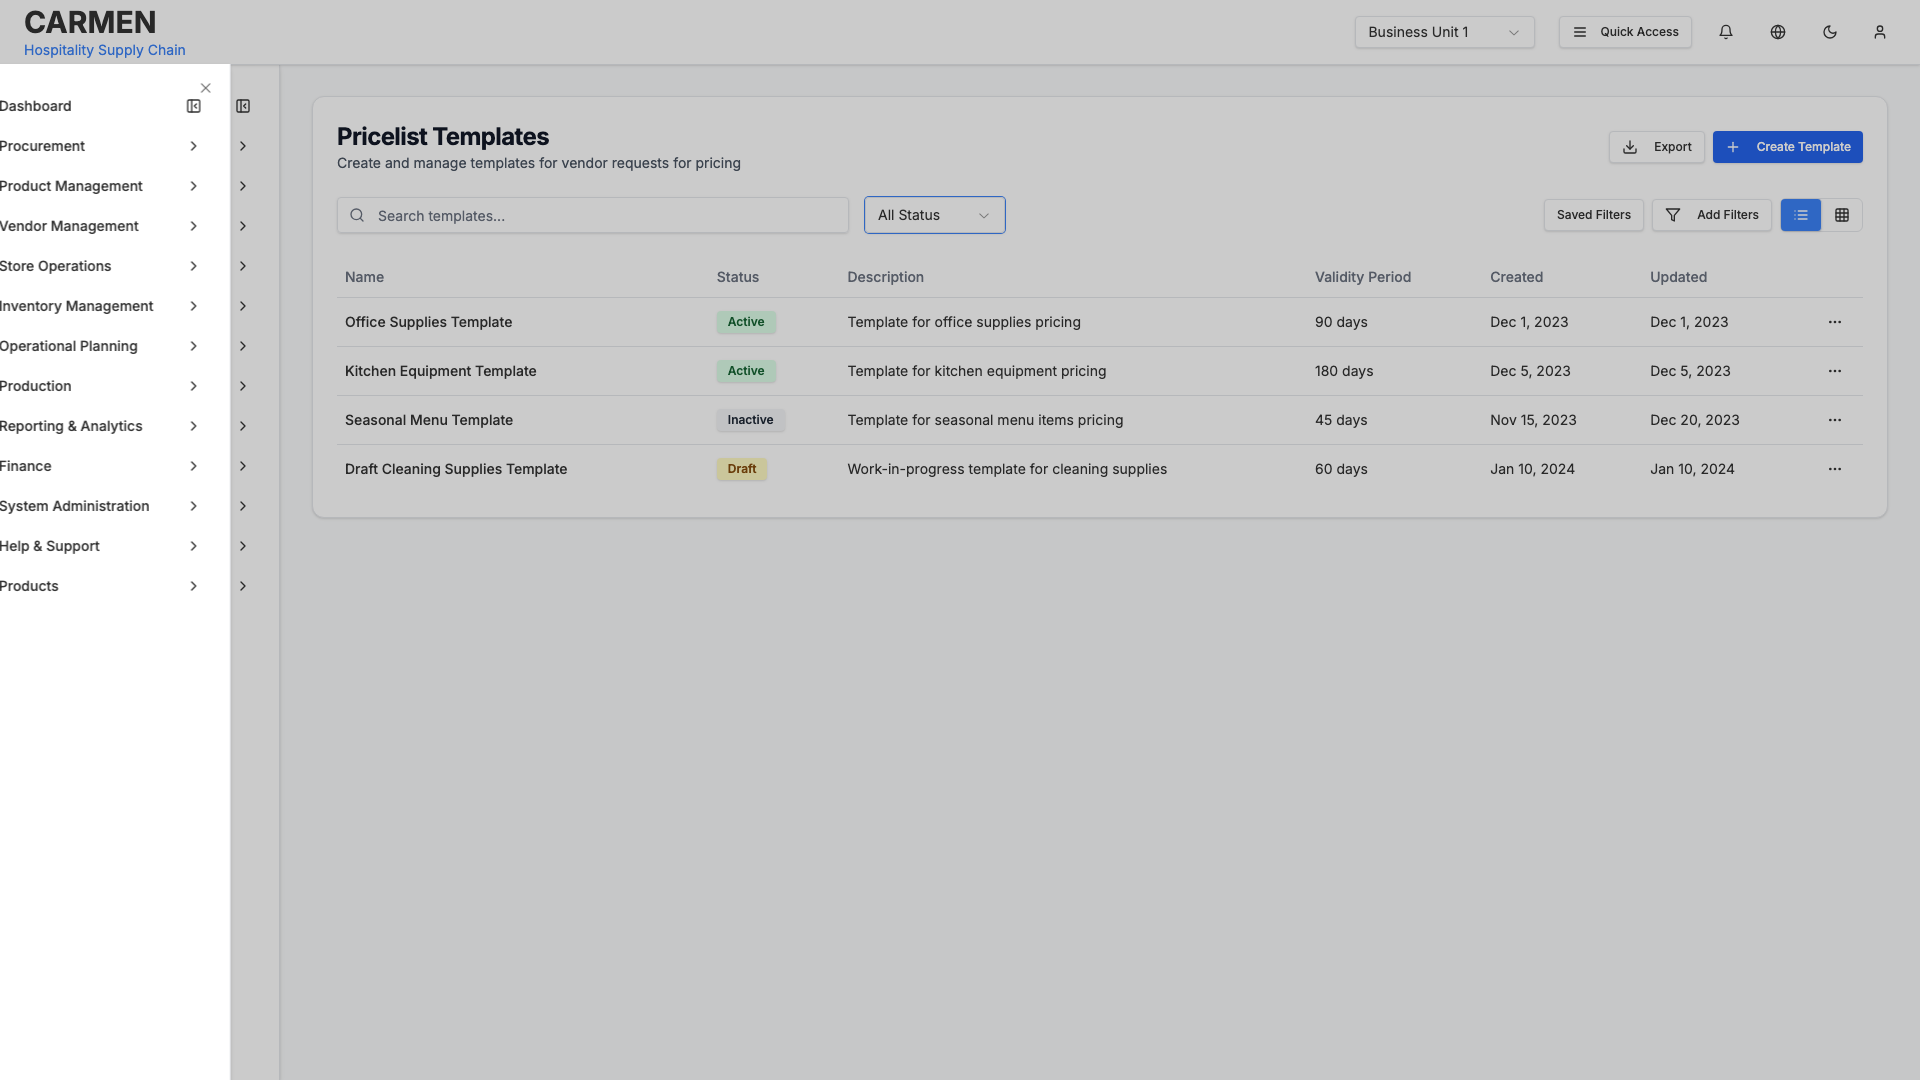 CARMEN
Hospitality Supply Chain
Business Unit 1
Quick Access
Dashboard
Procurement
Product Management
Vendor Management
Store Operations
Inventory Management
Operational Planning
Production
Reporting & Analytics
Finance
System Administration
Help & Support
Products
Pricelist Templates
Create and manage templates for vendor requests for pricing
Export
Create Template
Search templates...
All Status
Saved Filters
Add Filters
Name Status Description Validity Period Created Updated
Office Supplies Template Active Template for office supplies pricing 90 days Dec 1, 2023 Dec 1, 2023
Kitchen Equipment Template Active Template for kitchen equipment pricing 180 days Dec 5, 2023 Dec 5, 2023
Seasonal Menu Template Inactive Template for seasonal menu items pricing 45 days Nov 15, 2023 Dec 20, 2023
Draft Cleaning Supplies Template Draft Work-in-progress template for cleaning supplies 60 days Jan 10, 2024 Jan 10, 2024